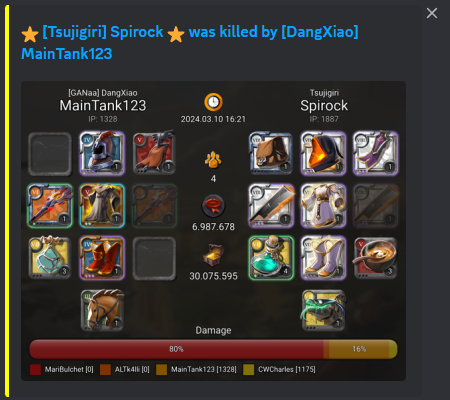 [Tsujigiri] Spirock was killed by [DangXiao]
MainTank123
[GANaa] DangXiao
MainTank123
IP: 1328
2024.03.10 16:21
Tsujigiri
Spirock
IP: 1887
4
6.987.678
30.075.595
Damage
80%
16%
MariBulchet [0]
ALTk4lli [0]
MainTank123 [1328]
CWCharles [1175]